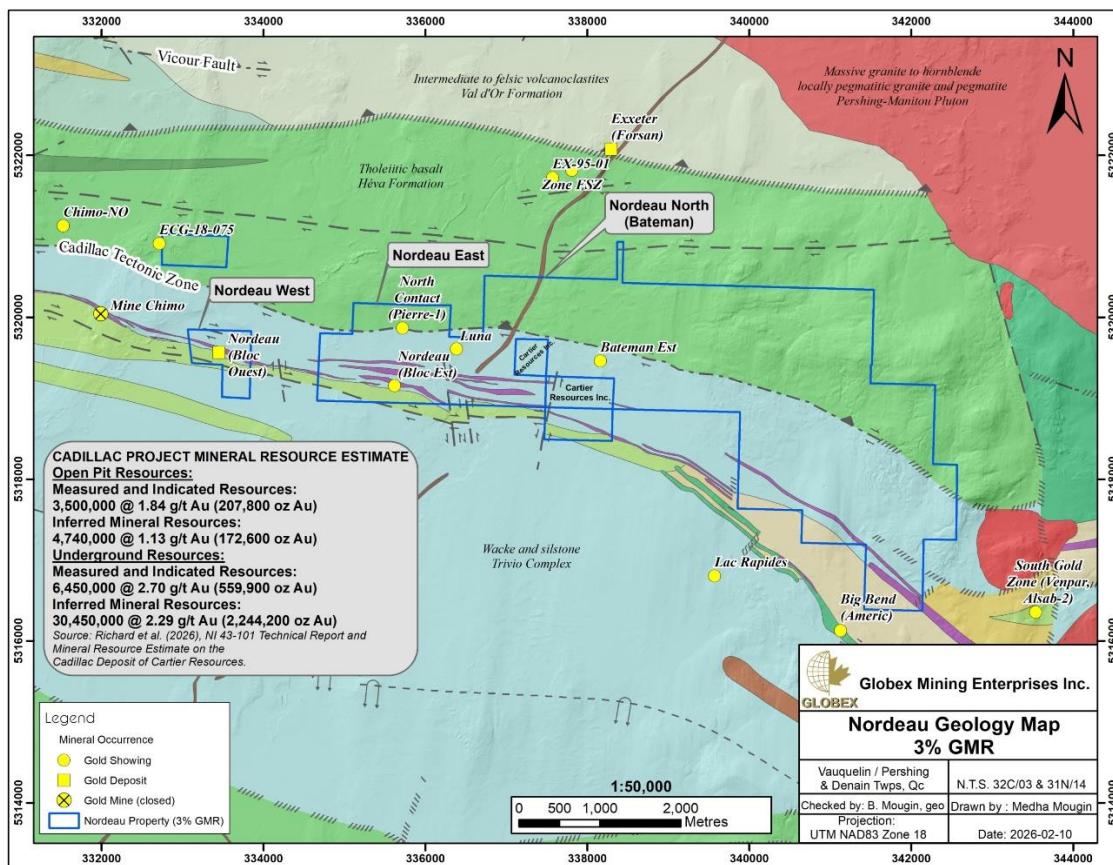 332000
334000
336000
338000
340000
342000
344000
Vicour Fault
Intermediate to felsic volcanoclastites
Val d'Or Formation
Massive granite to hornblende
locally pegmatitic granite and pegmatite
Pershing-Maniton Pluton
N
Exxeter
(Forsan)
5322000
5322000
EX-95-01
Zone FSZ
Tholeiitic basalt
Héva Formation
Nordeau North
(Bateman)
Chimo-NO
ECG-18-075
Cadillac Tectonic Zone
Nordeau East
Nordeau West
North
Contact
(Pierre-1)
5320000
5320000
Mine Chimo
Luna
Nordeau
(Bloc
Ouest)
Nordeau
(Bloc Est)
Cartier
Resources Inc.
Bateman Est
Cartier
Resources Inc.
5318000
5318000
CADILLAC PROJECT MINERAL RESOURCE ESTIMATE
Open Pit Resources:
Measured and Indicated Resources:
3,500,000 @ 1.84 g/t Au (207,800 oz Au)
Inferred Mineral Resources:
4,740,000 @ 1.13 g/t Au (172,600 oz Au)
Underground Resources:
Measured and Indicated Resources:
6,450,000 @ 2.70 g/t Au (559,900 oz Au)
Inferred Mineral Resources:
30,450,000 @ 2.29 g/t Au (2,244,200 oz Au)
Source: Richard et al. (2026), NI 43-101 Technical Report and
Mineral Resource Estimate on the
Cadillac Deposit of Cartier Resources.
Wacke and silstone
Trivio Complex
Lac Rapides
Big Bend
(Americ)
South Gold
Zone (Venpar,
Alsab-2)
5316000
5316000
Legend
Mineral Occurrence
Gold Showing
Gold Deposit
Gold Mine (closed)
Nordeau Property (3% GMR)
5314000
5314000
1:50,000
0 500 1,000 2,000
Metres
GLOBEX
Globex Mining Enterprises Inc.
Nordeau Geology Map
3% GMR
Vauquelin / Pershing
& Denain Twps, Qc
N.T.S. 32C/03 & 31N/14
Checked by: B. Mougin, geo
Drawn by : Medha Mougin
Projection:
UTM NAD83 Zone 18
Date: 2026-02-10
332000
334000
336000
338000
340000
342000
344000